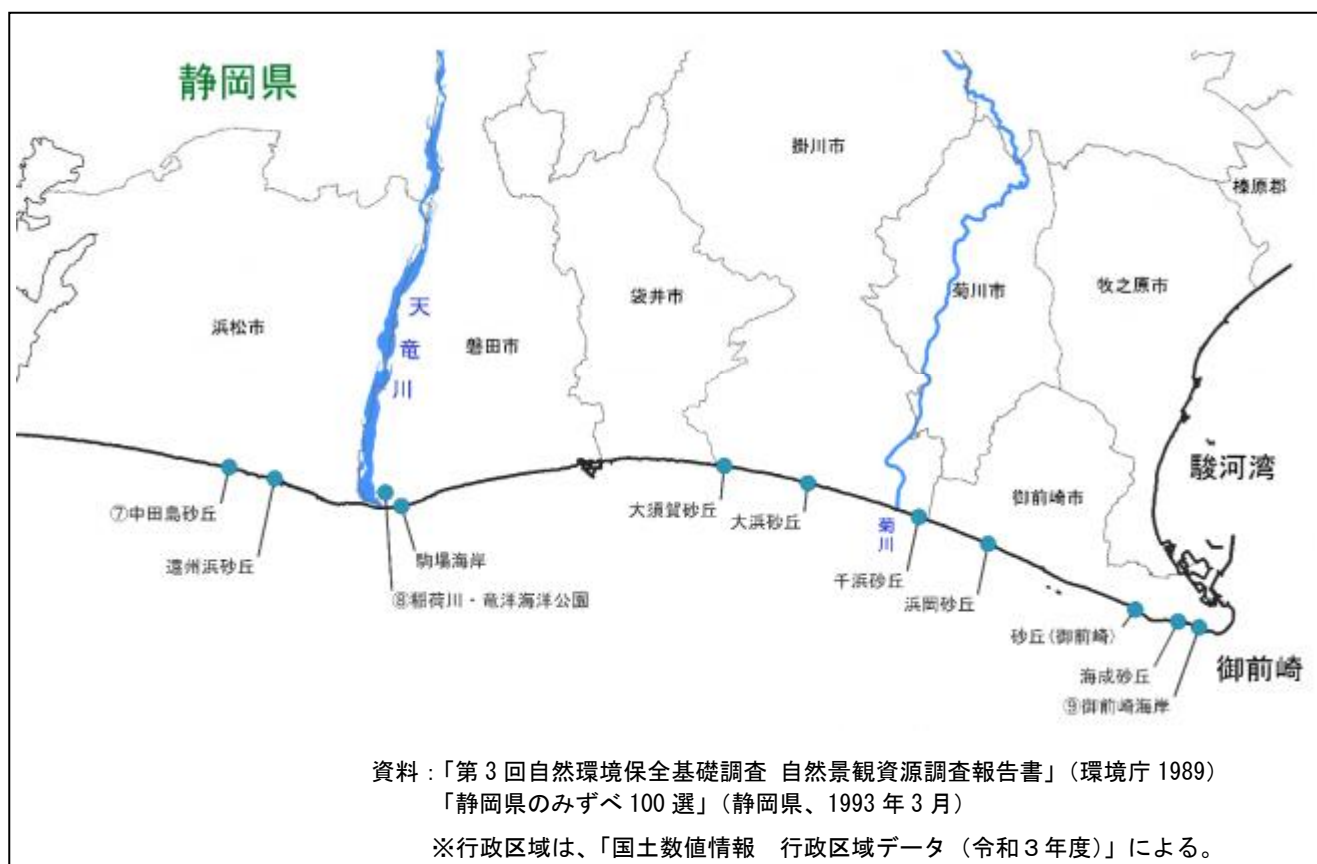 静岡県
掛川市
榛原郡
袋井市
菊川市
牧之原市
浜松市
天竜川
磐田市
駿河湾
御前崎市
⑦中田島砂丘
遠州浜砂丘
駒場海岸
⑧稲荷川・竜洋海洋公園
大須賀砂丘
大浜砂丘
菊川
千浜砂丘
浜岡砂丘
砂丘(御前崎)
海成砂丘
⑨御前崎海岸
御前崎
資料:「第3回自然環境保全基礎調査 自然景観資源調査報告書」(環境庁 1989)
「静岡県のみずべ100選」(静岡県、1993年3月)
※行政区域は、「国土数値情報 行政区域データ(令和3年度)」による。